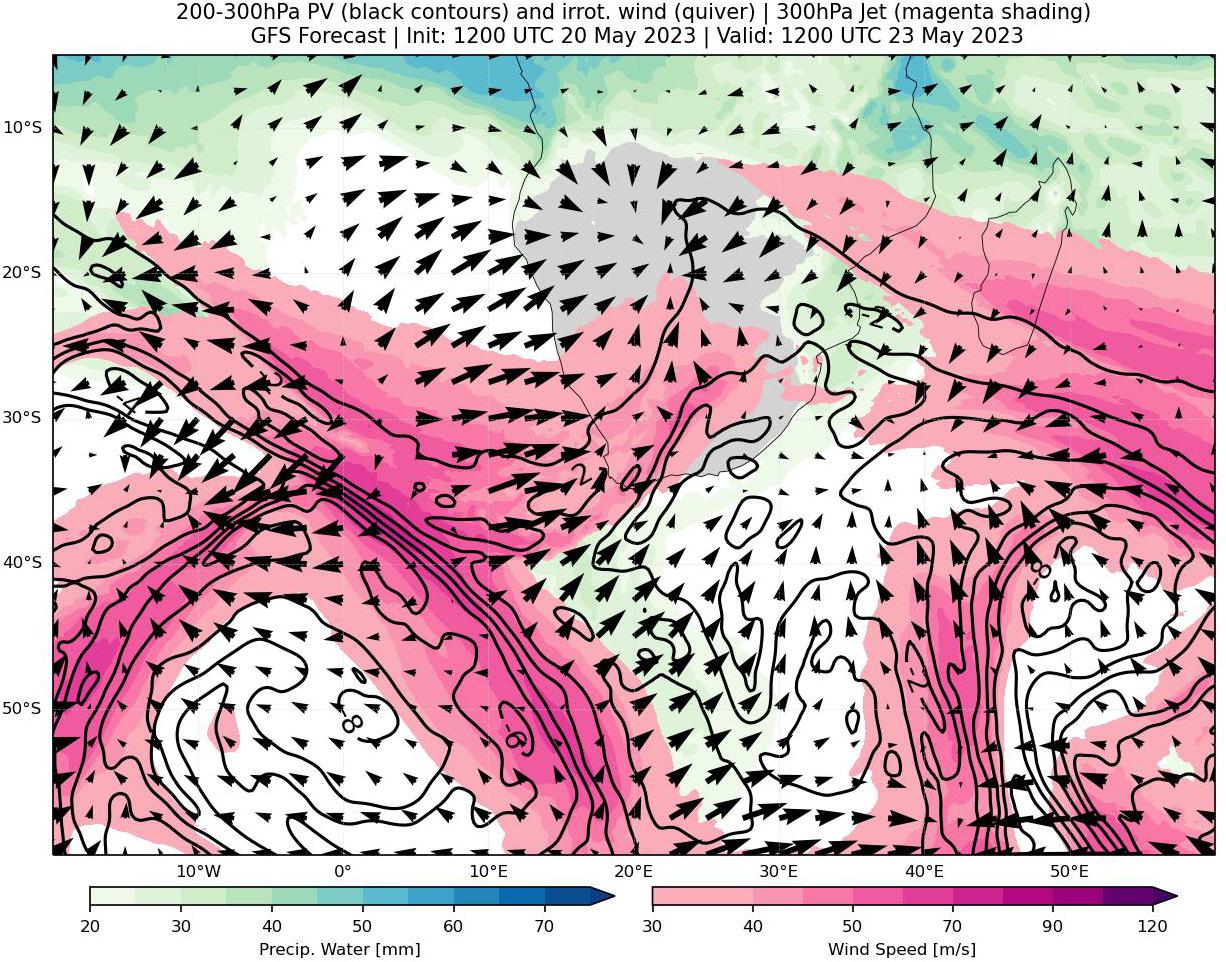 200-300hPa PV (black contours) and irrot. wind (quiver) | 300hPa Jet (magenta shading)
GFS Forecast | Init: 1200 UTC 20 May 2023 | Valid: 1200 UTC 23 May 2023
10°S
20°S
30°S
40°S
50°S
-2
-2
-4
-2
-8
-2
-8
-6
10°W 0° 10°E 20°E 30°E 40°E 50°E
20 30 40 50 60 70
30 40 50 70 90 120
Precip. Water [mm]
Wind Speed [m/s]